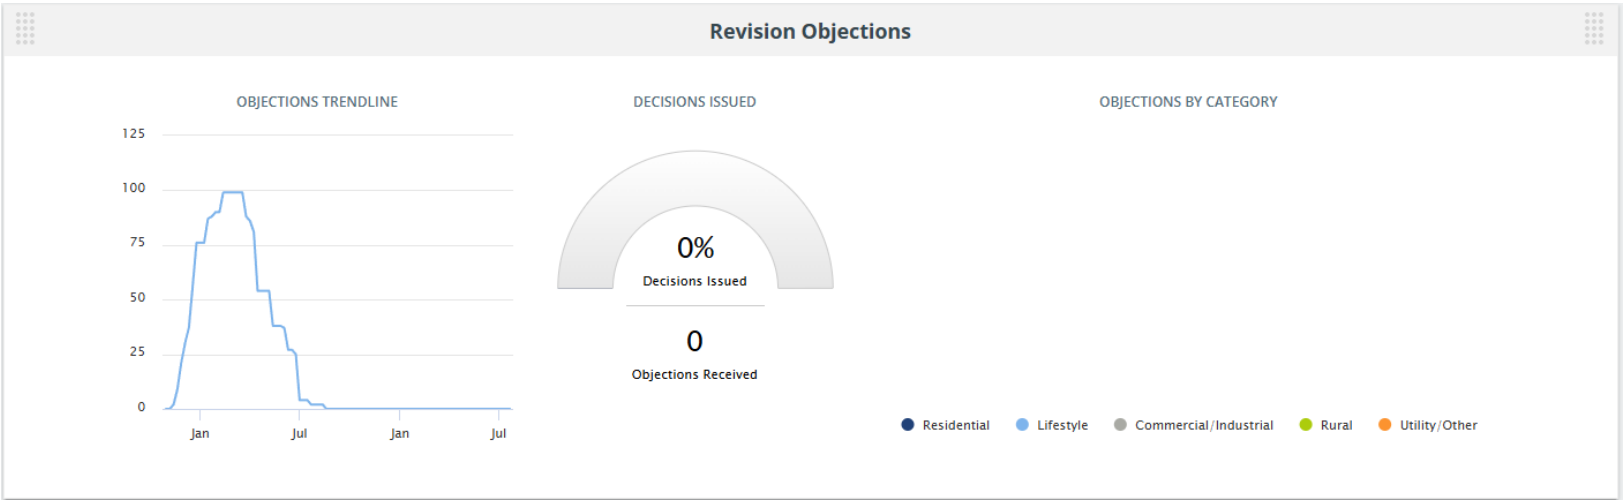 Revision Objections
OBJECTIONS TRENDLINE
125
100
75
50
25
0
Jan
Jul
Jan
Jul
DECISIONS ISSUED
0%
Decisions Issued
0
Objections Received
OBJECTIONS BY CATEGORY
Residential Lifestyle Commercial/Industrial Rural Utility/Other